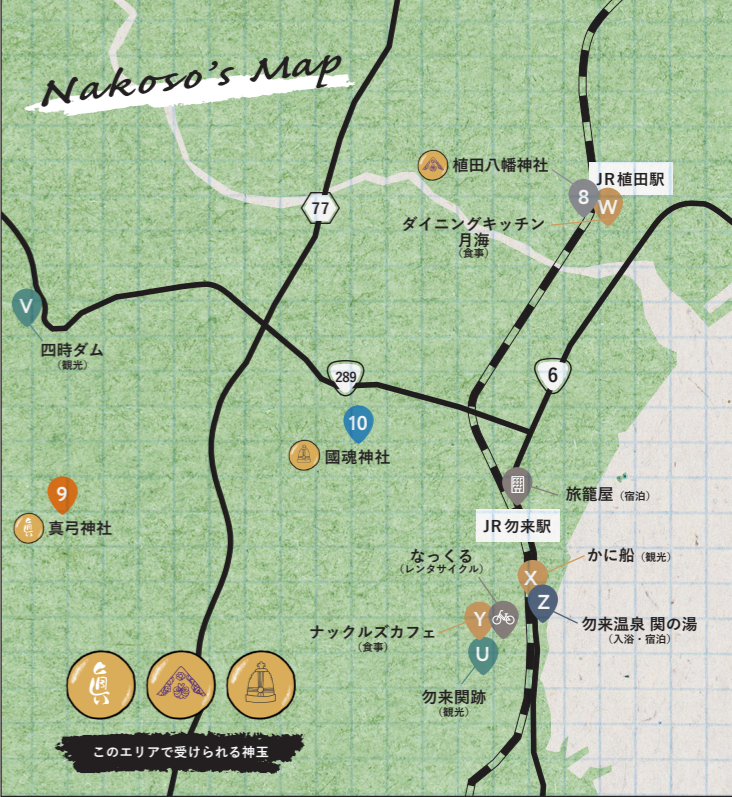 Nakoso's Map
植田八幡神社
JR植田駅
8
W
77
ダイニングキッチン
月海
(食事)
V
四時ダム
(観光)
289
6
10
國魂神社
9
真弓神社
旅籠屋(宿泊)
JR勿来駅
なっくる
(レンタサイクル)
かに船(観光)
X
Z
Y
ナックルズカフェ
(食事)
勿来温泉 関の湯
(入浴・宿泊)
U
勿来関跡
(観光)
眞
このエリアで受けられる神玉